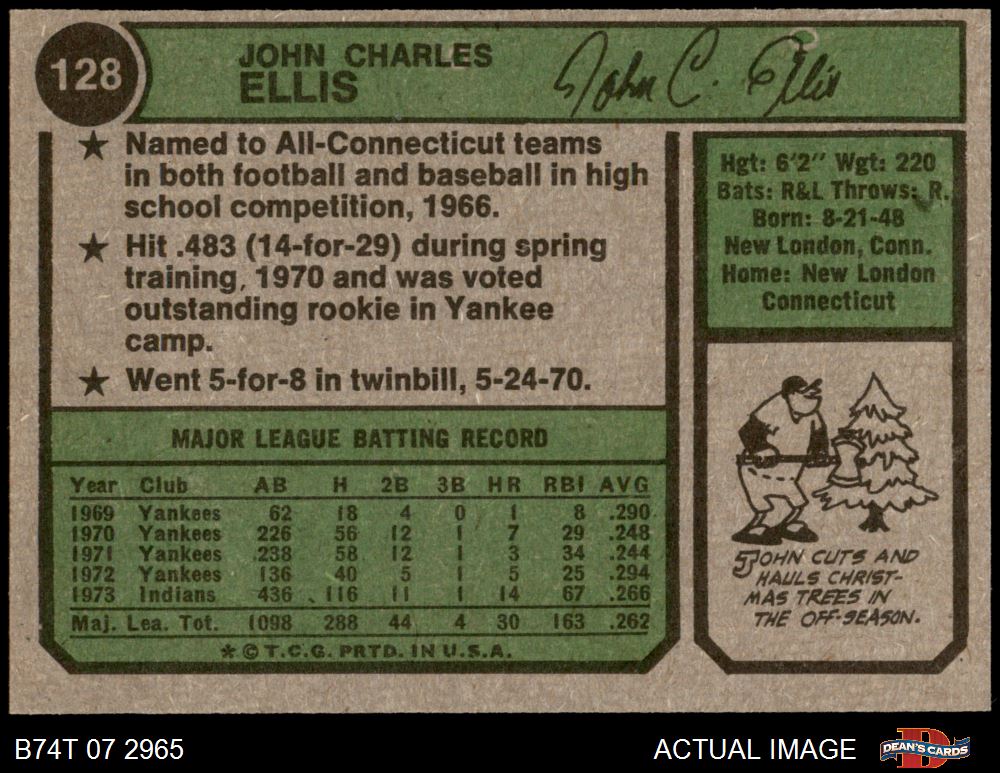 128
JOHN CHARLES
ELLIS
John C. Ellis
★ Named to All-Connecticut teams
in both football and baseball in high
school competition, 1966.
★ Hit .483 (14-for-29) during spring
training, 1970 and was voted
outstanding rookie in Yankee
camp.
★ Went 5-for-8 in twinbill, 5-24-70.
Hgt: 6'2" Wgt: 220
Bats: R&L Throws: R.
Born: 8-21-48
New London, Conn.
Home: New London
Connecticut
MAJOR LEAGUE BATTING RECORD
Year Club AB H 2B 3B HR RBI AVG
1969 Yankees 62 18 4 0 1 8 .290
1970 Yankees 226 56 12 1 7 29 .248
1971 Yankees 238 58 12 1 3 34 .244
1972 Yankees 136 40 5 1 5 25 .294
1973 Indians 436 116 11 1 14 67 .266
Maj. Lea. Tot. 1098 288 44 4 30 163 .262
* © T.C.G. PRTD. IN U.S.A.
JOHN CUTS AND
HAULS CHRIST-
MAS TREES IN
THE OFF-SEASON.
B74T 07 2965
ACTUAL IMAGE
DEAN'S CARDS